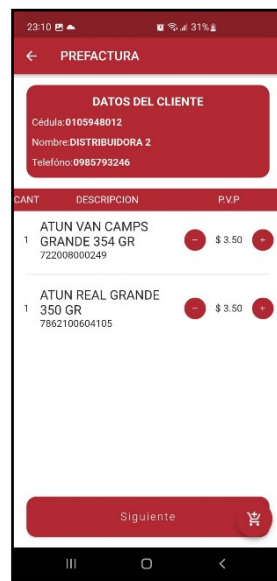 23:10 31%
PREFACTURA
DATOS DEL CLIENTE
Cédula:0105948012
Nombre:DISTRIBUIDORA 2
Telefóno:0985793246
CANT DESCRIPCION P.V.P
1 ATUN VAN CAMPS GRANDE 354 GR
722008000249
- $ 3.50 +
1 ATUN REAL GRANDE 350 GR
7862100604105
- $ 3.50 +
Siguiente